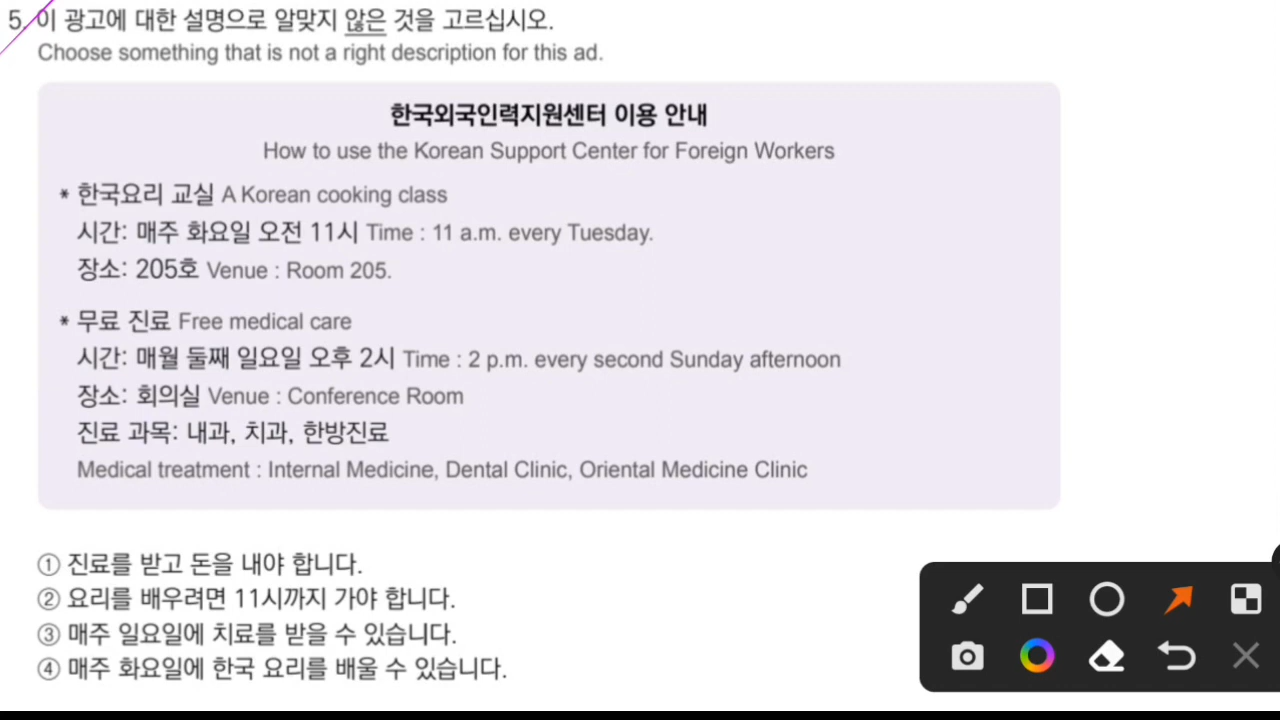 5. 이 광고에 대한 설명으로 알맞지 않은 것을 고르십시오.
Choose something that is not a right description for this ad.
한국외국인력지원센터 이용 안내
How to use the Korean Support Center for Foreign Workers
* 한국요리 교실 A Korean cooking class
시간: 매주 화요일 오전 11시 Time : 11 a.m. every Tuesday.
장소: 205호 Venue : Room 205.
* 무료 진료 Free medical care
시간: 매월 둘째 일요일 오후 2시 Time : 2 p.m. every second Sunday afternoon
장소: 회의실 Venue : Conference Room
진료 과목: 내과, 치과, 한방진료
Medical treatment : Internal Medicine, Dental Clinic, Oriental Medicine Clinic
① 진료를 받고 돈을 내야 합니다.
② 요리를 배우려면 11시까지 가야 합니다.
③ 매주 일요일에 치료를 받을 수 있습니다.
④ 매주 화요일에 한국 요리를 배울 수 있습니다.